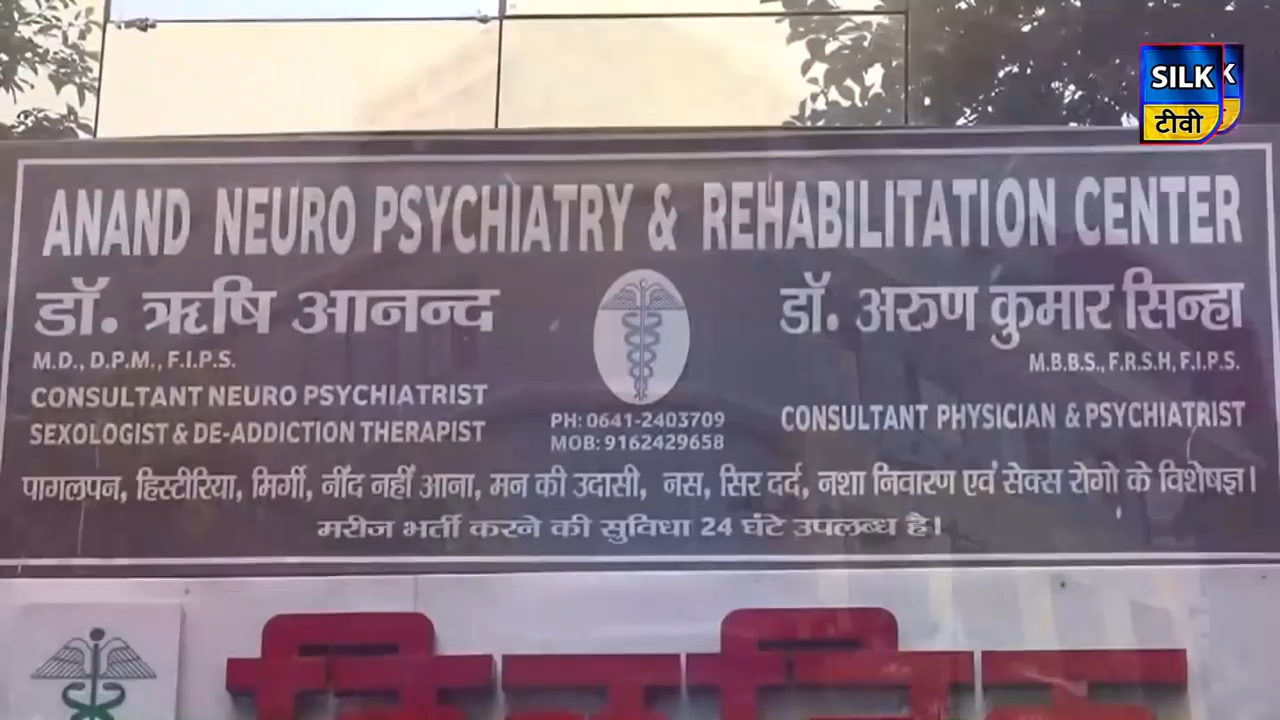 SILK
K
टीवी
ANAND NEURO PSYCHIATRY & REHABILITATION CENTER
डॉ. ऋषि आनन्द
M.D., D.P.M., F.I.P.S.
CONSULTANT NEURO PSYCHIATRIST
SEXOLOGIST & DE-ADDICTION THERAPIST
PH: 0641-2403709
MOB: 9162429658
डॉ. अरुण कुमार सिन्हा
M.B.B.S., F.R.S.H, F.I.P.S.
CONSULTANT PHYSICIAN & PSYCHIATRIST
पागलपन, हिस्टीरिया, मिर्गी, नींद नहीं आना, मन की उदासी, नस, सिर दर्द, नशा निवारण एवं सेक्स रोगो के विशेषज्ञ।
मरीज भर्ती करने की सुविधा 24 घंटे उपलब्ध है।